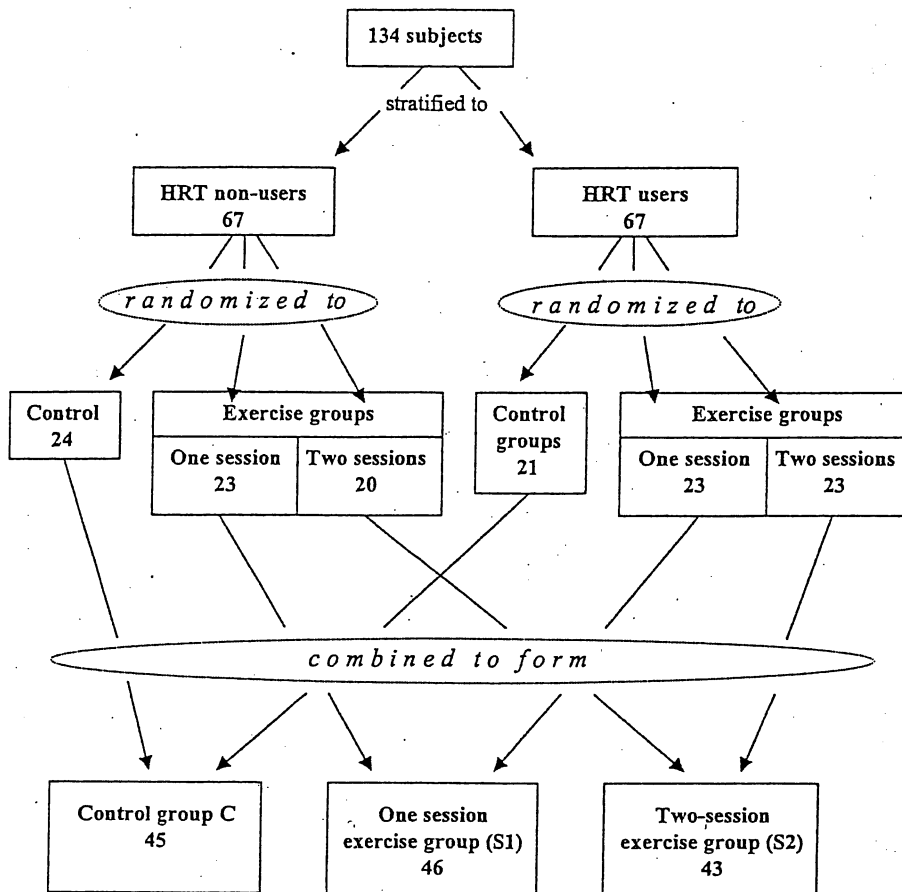 134 subjects
stratified to
HRT non-users
67
HRT users
67
randomized to
randomized to
Control
24
Exercise groups
One session
23
Two sessions
20
Control
groups
21
Exercise groups
One session
23
Two sessions
23
combined to form
Control group C
45
One session
exercise group (S1)
46
Two-session
exercise group (S2)
43